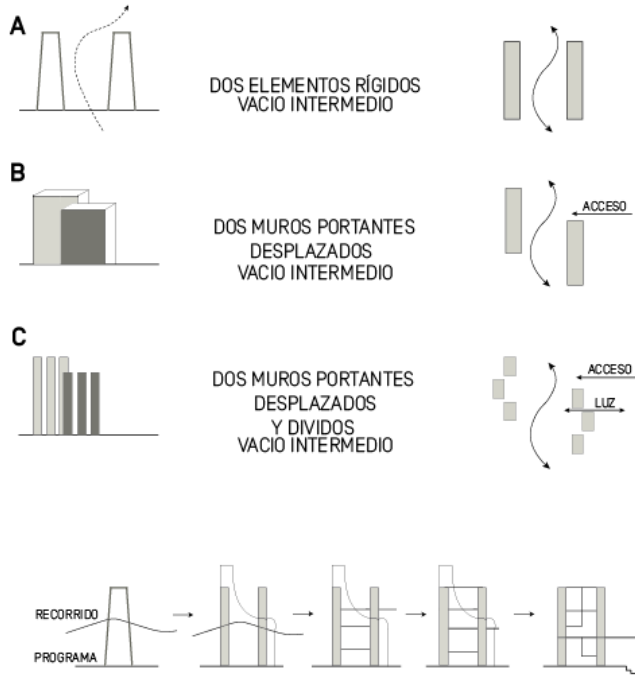 A
DOS ELEMENTOS RÍGIDOS
VACIO INTERMEDIO
B
DOS MUROS PORTANTES
DESPLAZADOS
VACIO INTERMEDIO
ACCESO
C
DOS MUROS PORTANTES
DESPLAZADOS
Y DIVIDOS
VACIO INTERMEDIO
ACCESO
LUZ
RECORRIDO
PROGRAMA